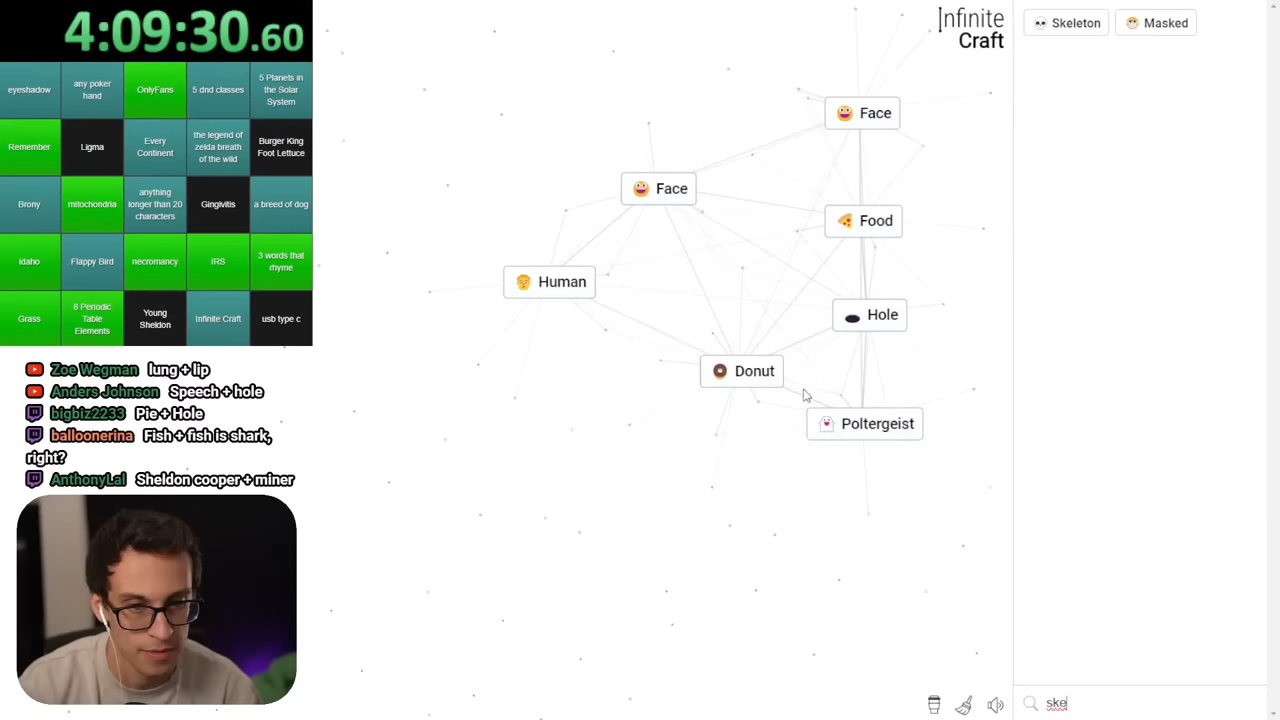 4:09:30.60
eyeshadow
any poker
hand
OnlyFans
5 dnd classes
5 Planets in
the Solar
System
Remember
Ligma
Every
Continent
the legend of
zelda breath
of the wild
Burger King
Foot Lettuce
Brony
mitochondria
anything
longer than 20
characters
Gingivitis
a breed of dog
idaho
Flappy Bird
necromancy
IRS
3 words that
rhyme
Grass
8 Periodic
Table
Elements
Young
Sheldon
Infinite Craft
usb type c
Zoe Wegman lung + lip
Anders Johnson Speech + hole
bigbiz2233 Pie + Hole
balloonerina Fish + fish is shark,
right?
AnthonyLal Sheldon cooper + miner
Infinite
Craft
Face
Face
Food
Human
Hole
Donut
Poltergeist
Skeleton
Masked
ske